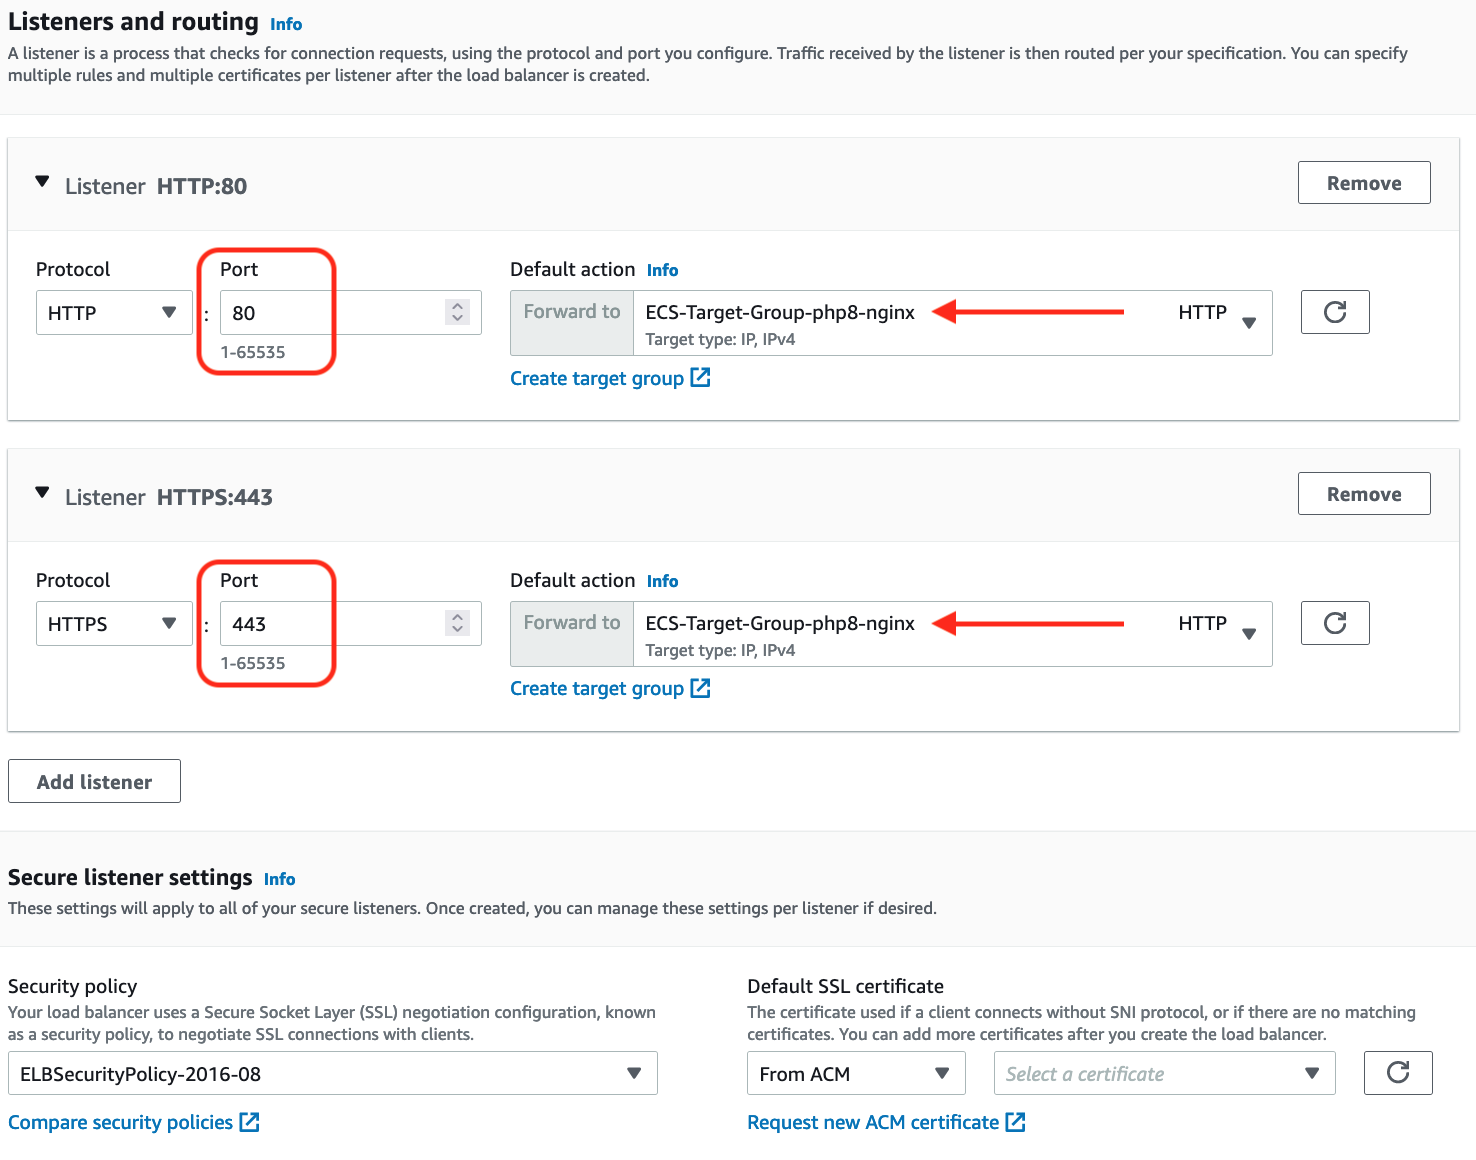 Listeners and routing Info
A listener is a process that checks for connection requests, using the protocol and port you configure. Traffic received by the listener is then routed per your specification. You can specify
multiple rules and multiple certificates per listener after the load balancer is created.
Listener HTTP:80
Remove
Protocol
Port
Default action Info
HTTP
:
80
1-65535
Forward to
ECS-Target-Group-php8-nginx
HTTP
Target type: IP, IPv4
Create target group
Listener HTTPS:443
Remove
Protocol
Port
Default action Info
HTTPS
:
443
1-65535
Forward to
ECS-Target-Group-php8-nginx
HTTP
Target type: IP, IPv4
Create target group
Add listener
Secure listener settings Info
These settings will apply to all of your secure listeners. Once created, you can manage these settings per listener if desired.
Security policy
Your load balancer uses a Secure Socket Layer (SSL) negotiation configuration, known
as a security policy, to negotiate SSL connections with clients.
ELBSecurityPolicy-2016-08
Compare security policies
Default SSL certificate
The certificate used if a client connects without SNI protocol, or if there are no matching
certificates. You can add more certificates after you create the load balancer.
From ACM
Select a certificate
Request new ACM certificate